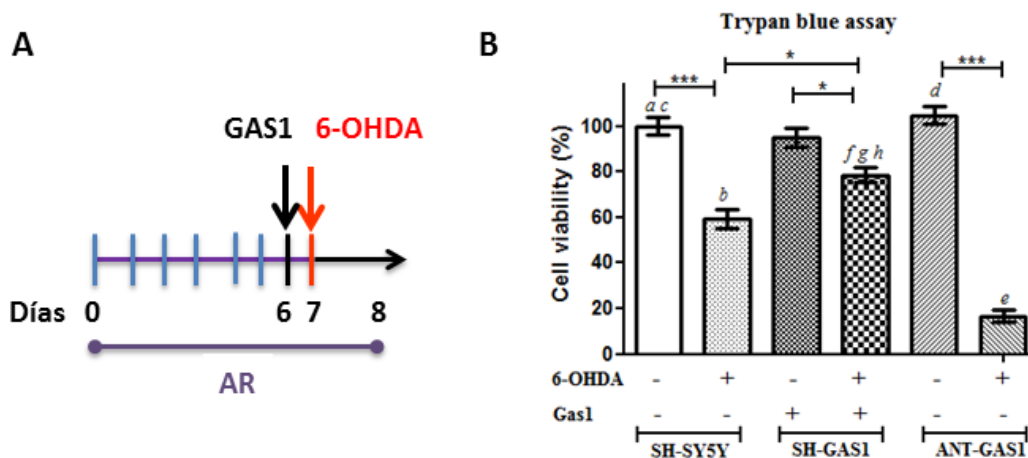 A
GAS1 6-OHDA
Días 0 6 7 8
AR
B
Trypan blue assay
*
*** * ***
a c b f g h d e
Cell viability (%)
100
80
60
40
20
0
6-OHDA - + - + - +
Gas1 - - + + - -
SH-SY5Y SH-GAS1 ANT-GAS1